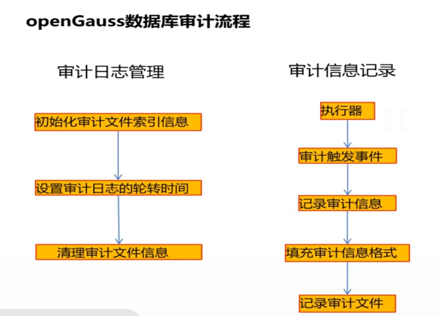 openGauss数据库审计流程
审计日志管理
初始化审计文件索引信息
设置审计日志的轮转时间
清理审计文件信息
审计信息记录
执行器
审计触发事件
记录审计信息
填充审计信息格式
记录审计文件